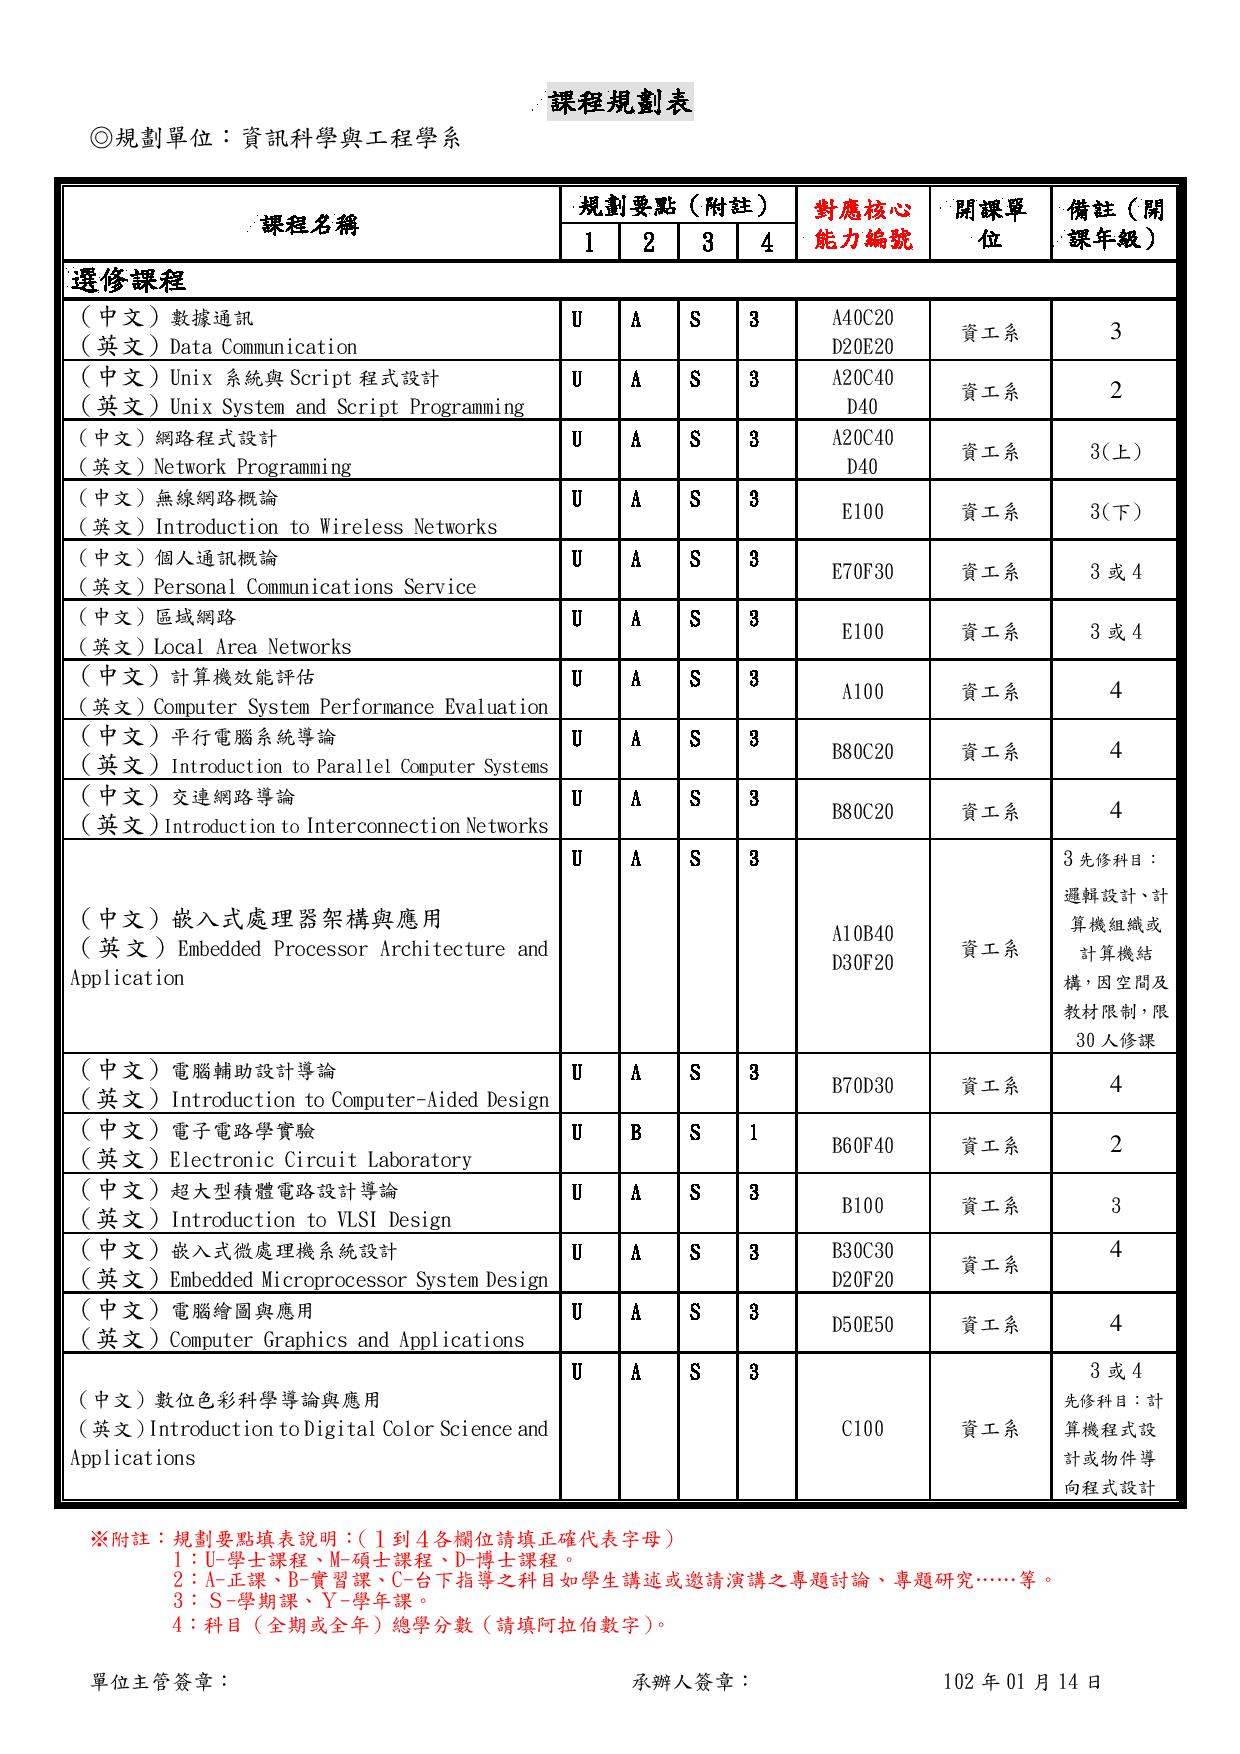 課程規劃表
◎規劃單位：資訊科學與工程學系
課程名稱 規劃要點（附註） 對應核心能力編號 開課單位 備註（開課年級）
1 2 3 4
選修課程
（中文）數據通訊 U A S 3 A40C20 資工系 3
（英文）Data Communication D20E20
（中文）Unix 系統與 Script 程式設計 U A S 3 A20C40 資工系 2
（英文）Unix System and Script Programming D40
（中文）網路程式設計 U A S 3 A20C40 資工系 3(上)
（英文）Network Programming D40
（中文）無線網路概論 U A S 3 E100 資工系 3(下)
（英文）Introduction to Wireless Networks
（中文）個人通訊概論 U A S 3 E70F30 資工系 3 或 4
（英文）Personal Communications Service
（中文）區域網路 U A S 3 E100 資工系 3 或 4
（英文）Local Area Networks
（中文）計算機效能評估 U A S 3 A100 資工系 4
（英文）Computer System Performance Evaluation
（中文）平行電腦系統導論 U A S 3 B80C20 資工系 4
（英文）Introduction to Parallel Computer Systems
（中文）交連網路導論 U A S 3 B80C20 資工系 4
（英文）Introduction to Interconnection Networks
（中文）嵌入式處理器架構與應用 U A S 3 A10B40 資工系 3 先修科目：
（英文）Embedded Processor Architecture and D30F20
Application
邏輯設計、計
算機組織或
計算機結
構，因空間及
教材限制，限
30 人修課
（中文）電腦輔助設計導論 U A S 3 B70D30 資工系 4
（英文）Introduction to Computer-Aided Design
（中文）電子電路學實驗 U B S 1 B60F40 資工系 2
（英文）Electronic Circuit Laboratory
（中文）超大型積體電路設計導論 U A S 3 B100 資工系 3
（英文）Introduction to VLSI Design
（中文）嵌入式微處理機系統設計 U A S 3 B30C30 資工系 4
（英文）Embedded Microprocessor System Design D20F20
（中文）電腦繪圖與應用 U A S 3 D50E50 資工系 4
（英文）Computer Graphics and Applications
（中文）數位色彩科學導論與應用 U A S 3 C100 資工系 3 或 4
（英文）Introduction to Digital Color Science and
Applications
先修科目：計
算機程式設
計或物件導
向程式設計
※附註：規劃要點填表說明：（１到４各欄位請填正確代表字母）
1：U-學士課程、M-碩士課程、D-博士課程。
2：A-正課、B-實習課、C-台下指導之科目如學生講述或邀請演講之專題討論、專題研究……等。
3：Ｓ-學期課、Ｙ-學年課。
4：科目（全期或全年）總學分數（請填阿拉伯數字）。
單位主管簽章： 承辦人簽章： 102 年 01 月 14 日